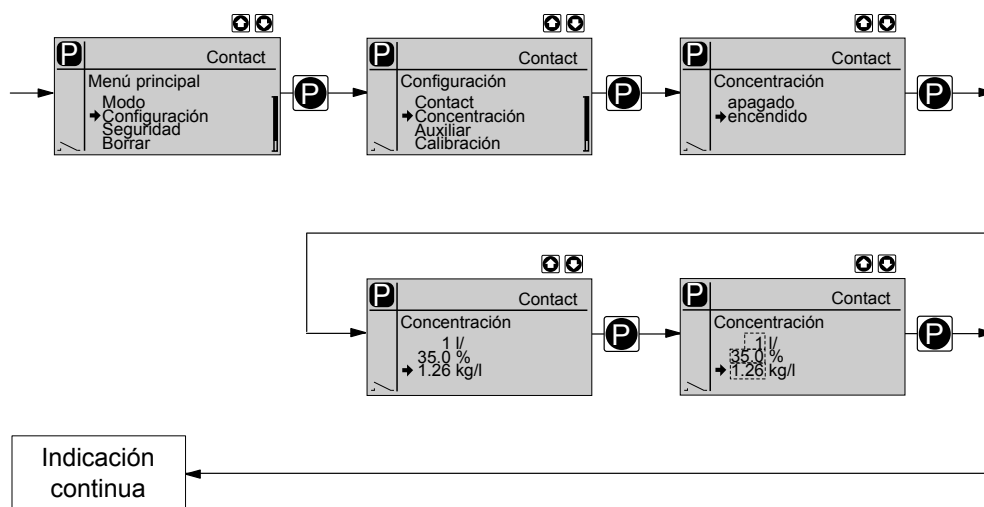 P Contact
Menú principal
Modo
Configuración
Seguridad
Borrar
P
P Contact
Configuración
Contact
Concentración
Auxiliar
Calibración
P
P Contact
Concentración
apagado
encendido
P
P Contact
Concentración
1 l/
35.0 %
1.26 kg/l
P
P Contact
Concentración
1 l/
35.0 %
1.26 kg/l
P
Indicación
continua